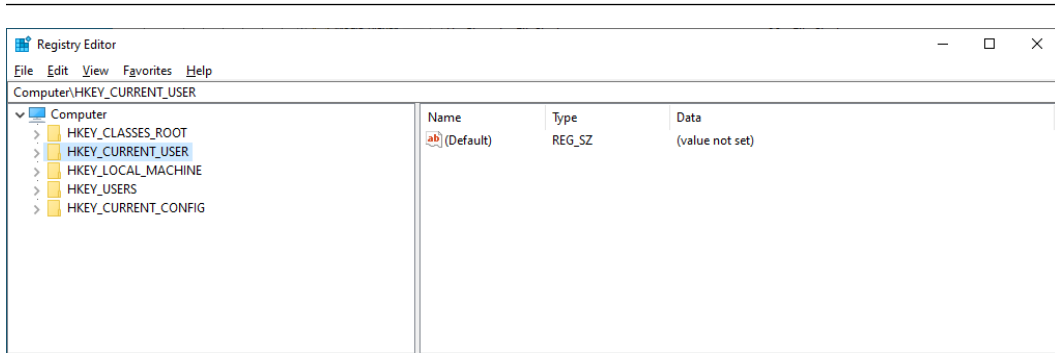 Registry Editor
File Edit View Favorites Help
Computer\HKEY_CURRENT_USER
Computer
HKEY_CLASSES_ROOT
HKEY_CURRENT_USER
HKEY_LOCAL_MACHINE
HKEY_USERS
HKEY_CURRENT_CONFIG
Name Type Data
ab (Default) REG_SZ (value not set)